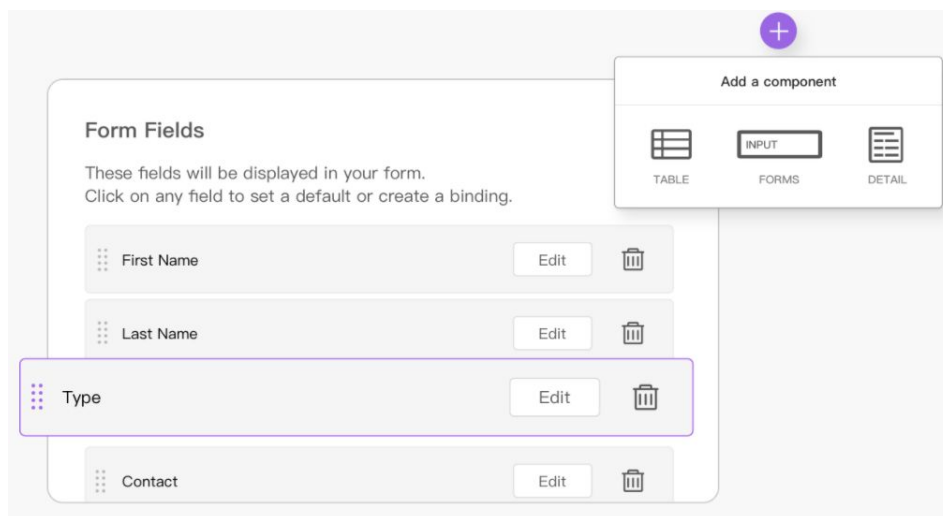 Add a component
INPUT
TABLE
FORMS
DETAIL
Form Fields
These fields will be displayed in your form.
Click on any field to set a default or create a binding.
First Name
Edit
Last Name
Edit
Type
Edit
Contact
Edit